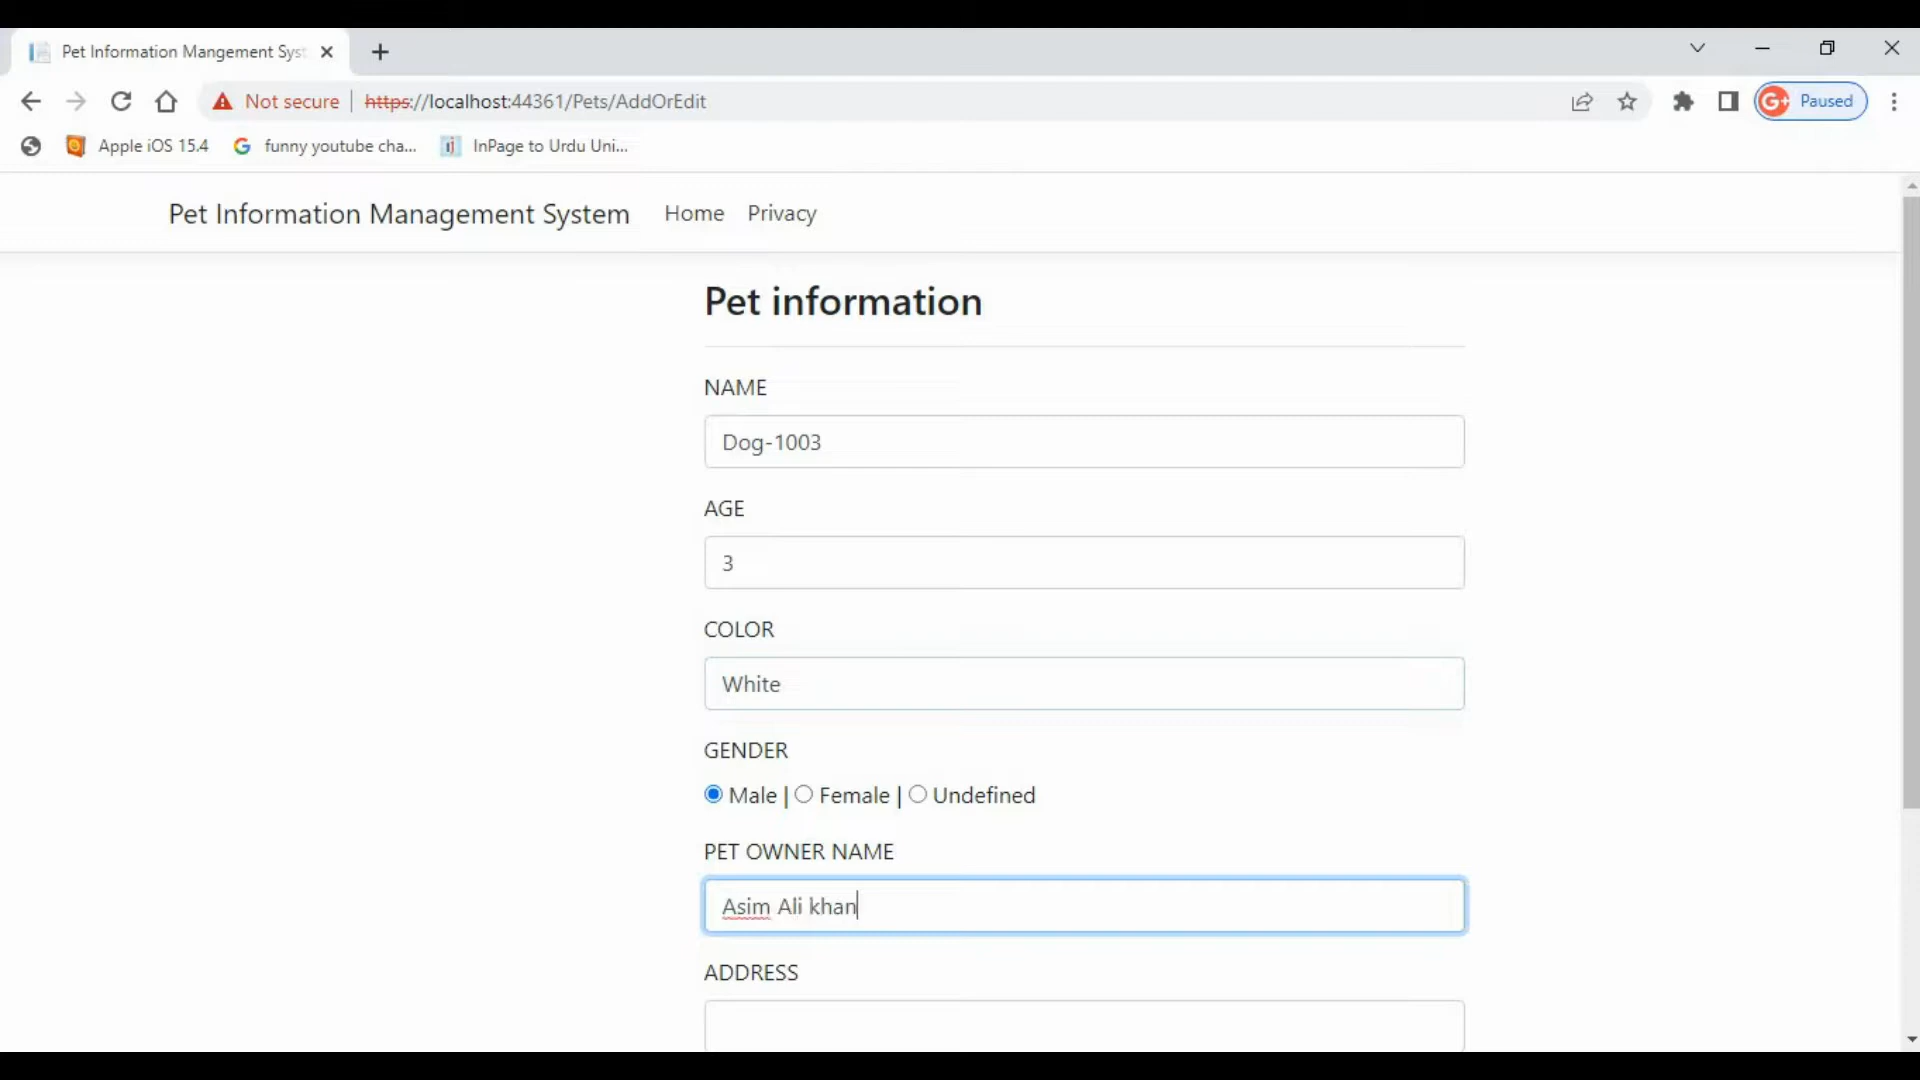 Pet Information Mangement Syst
Not secure | https://localhost:44361/Pets/AddOrEdit
Paused
Apple iOS 15.4
funny youtube cha...
InPage to Urdu Uni...
Pet Information Management System
Home
Privacy
Pet information
NAME
Dog-1003
AGE
3
COLOR
White
GENDER
Male | Female | Undefined
PET OWNER NAME
Asim Ali khan
ADDRESS